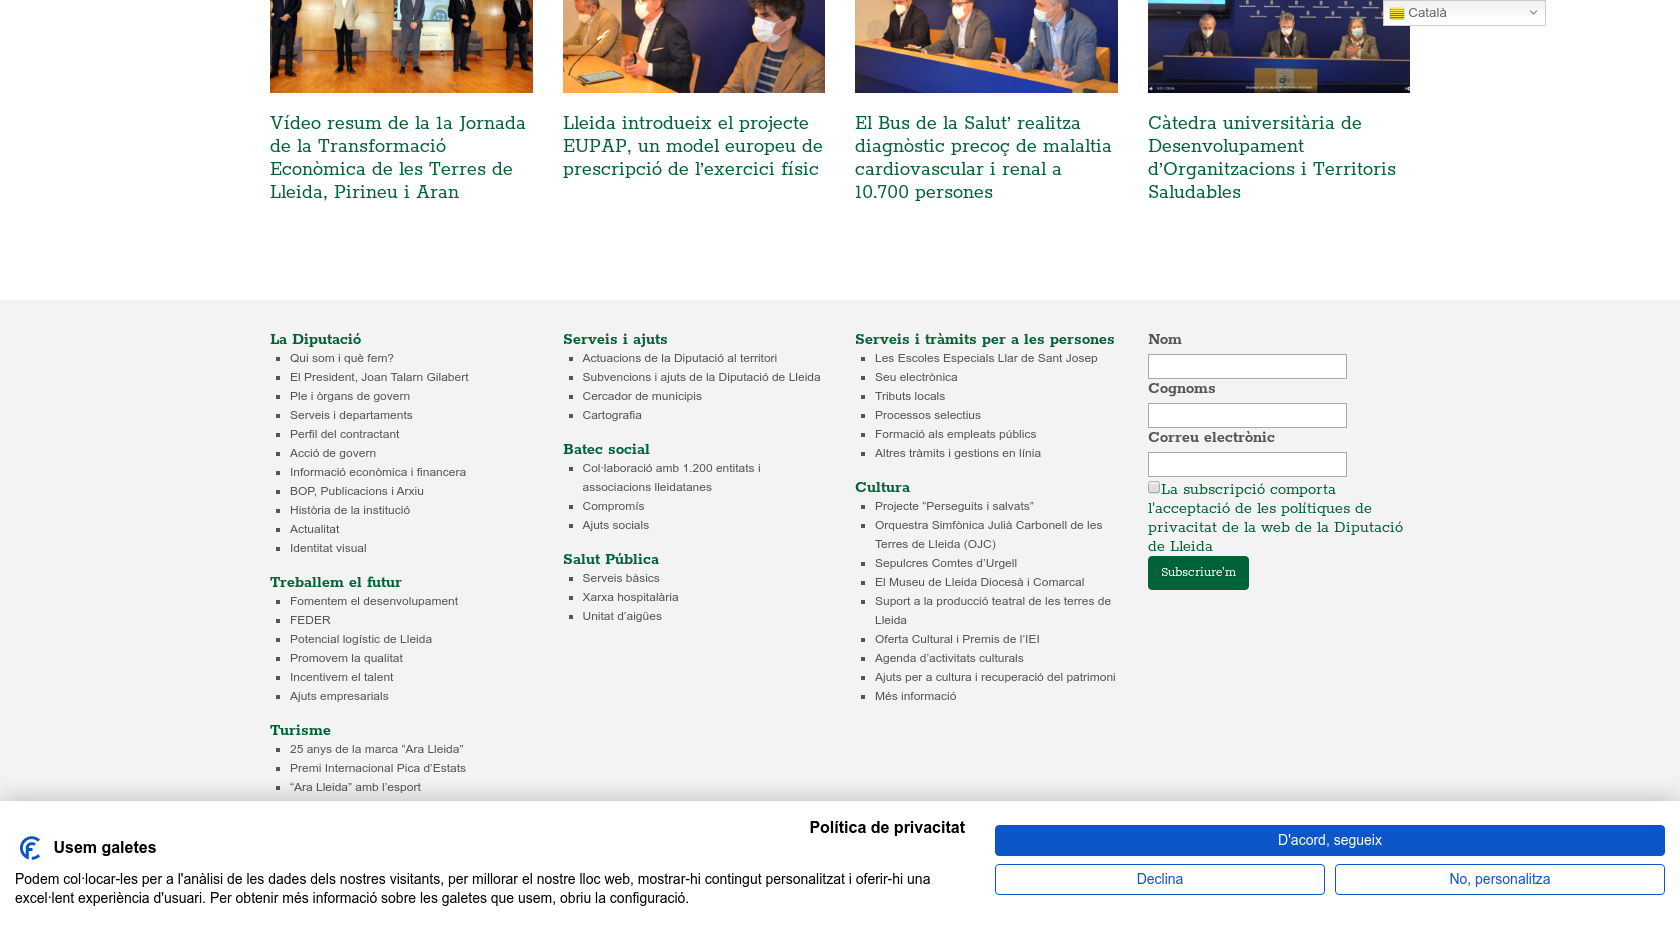 Català
Vídeo resum de la 1a Jornada
de la Transformació
Econòmica de les Terres de
Lleida, Pirineu i Aran
Lleida introdueix el projecte
EUPAP, un model europeu de
prescripció de l’exercici físic
El Bus de la Salut’ realitza
diagnòstic precoç de malaltia
cardiovascular i renal a
10.700 persones
Càtedra universitària de
Desenvolupament
d’Organitzacions i Territoris
Saludables
La Diputació
Qui som i què fem?
El President, Joan Talarn Gilabert
Ple i òrgans de govern
Serveis i departaments
Perfil del contractant
Acció de govern
Informació econòmica i financera
BOP, Publicacions i Arxiu
Història de la institució
Actualitat
Identitat visual
Treballem el futur
Fomentem el desenvolupament
FEDER
Potencial logístic de Lleida
Promovem la qualitat
Incentivem el talent
Ajuts empresarials
Turisme
25 anys de la marca “Ara Lleida”
Premi Internacional Pica d’Estats
“Ara Lleida” amb l’esport
Serveis i ajuts
Actuacions de la Diputació al territori
Subvencions i ajuts de la Diputació de Lleida
Cercador de municipis
Cartografia
Batec social
Col·laboració amb 1.200 entitats i
associacions lleidatanes
Compromís
Ajuts socials
Salut Pública
Serveis bàsics
Xarxa hospitalària
Unitat d’aigües
Serveis i tràmits per a les persones
Les Escoles Especials Llar de Sant Josep
Seu electrònica
Tributs locals
Processos selectius
Formació als empleats públics
Altres tràmits i gestions en línia
Cultura
Projecte “Perseguits i salvats”
Orquestra Simfònica Julià Carbonell de les
Terres de Lleida (OJC)
Sepulcres Comtes d’Urgell
El Museu de Lleida Diocesà i Comarcal
Suport a la producció teatral de les terres de
Lleida
Oferta Cultural i Premis de l’IEI
Agenda d’activitats culturals
Ajuts per a cultura i recuperació del patrimoni
Més informació
Nom
Cognoms
Correu electrònic
La subscripció comporta
l'acceptació de les polítiques de
privacitat de la web de la Diputació
de Lleida
Subscriure'm
Política de privacitat
Usem galetes
Podem col·locar-les per a l'anàlisi de les dades dels nostres visitants, per millorar el nostre lloc web, mostrar-hi contingut personalitzat i oferir-hi una
excel·lent experiència d'usuari. Per obtenir més informació sobre les galetes que usem, obriu la configuració.
D'acord, segueix
Declina
No, personalitza